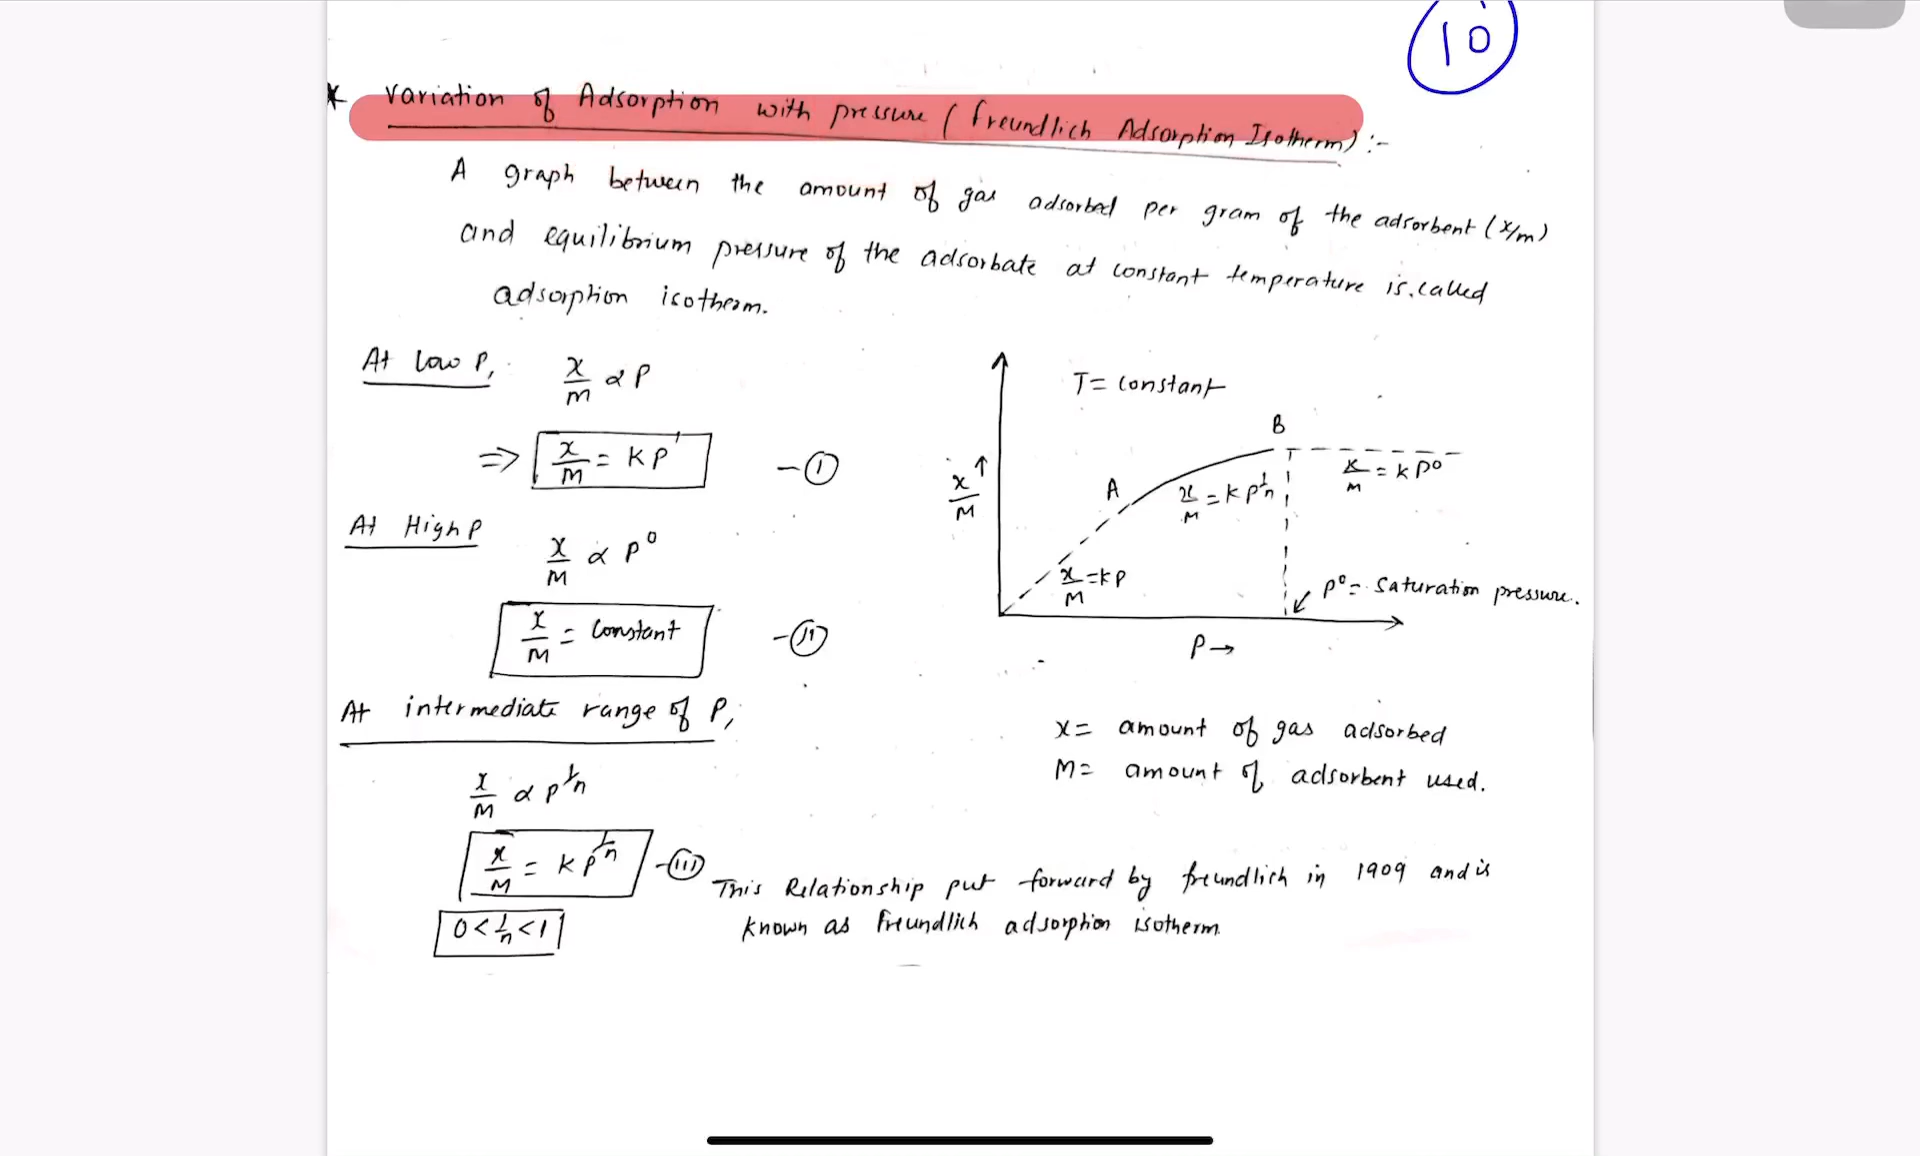 10
* Variation of Adsorption with pressure ( Freundlich Adsorption Isotherm) :-
A graph between the amount of gas adsorbed per gram of the adsorbent (x/m)
and equilibrium pressure of the adsorbate at constant temperature is called
adsorption isotherm.
At low P, x/m ∝ P
⇒ x/m = KP' -(I)
At High P x/m ∝ P⁰
x/m = Constant -(II)
At intermediate range of P,
x/m ∝ P^1/n
x/m = KP^1/n -(III)
0<1/n<1
T = Constant
B
A
x/M ↑
x/M = kP
x/M = kP^1/n
x/M = kP⁰
P⁰ = Saturation pressure.
P→
x = amount of gas adsorbed
M = amount of adsorbent used.
This Relationship put forward by freundlich in 1909 and is
known as Freundlich adsorption isotherm.